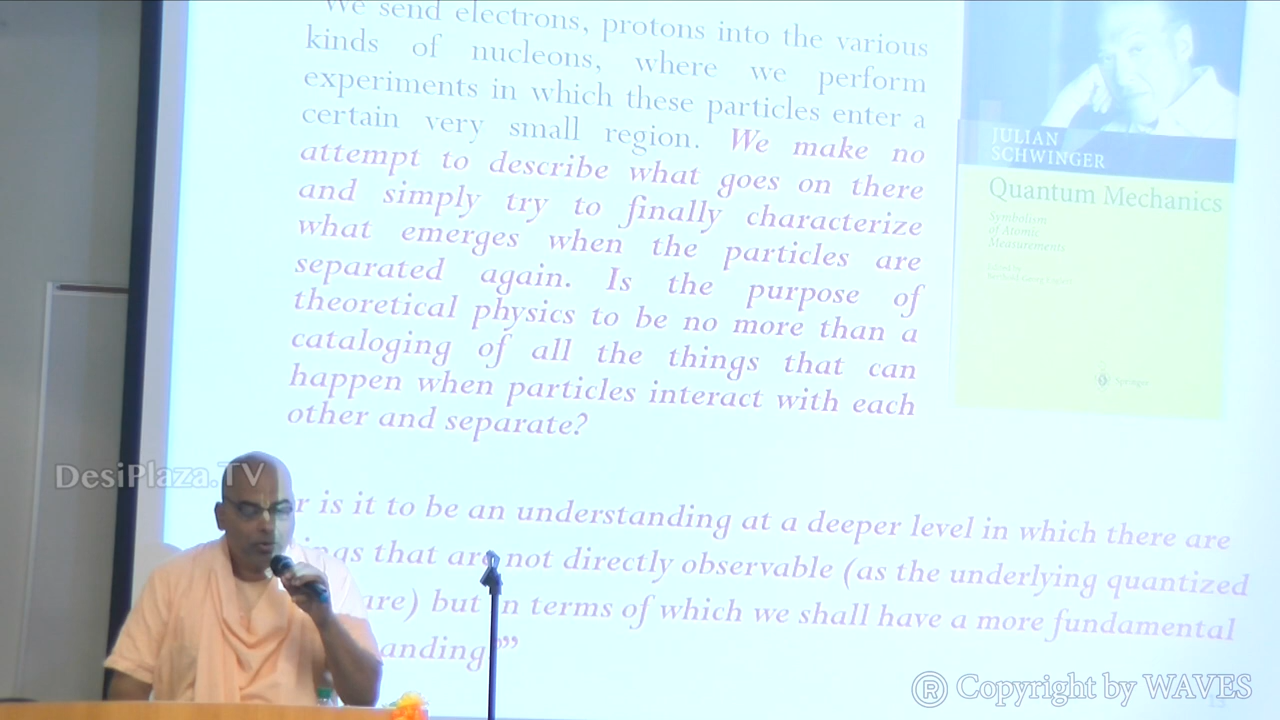 We send electrons, protons into the various
kinds of nucleons, where we perform
experiments in which these particles enter a
certain very small region. We make no
attempt to describe what goes on there
and simply try to finally characterize
what emerges when the particles are
separated again. Is the purpose of
theoretical physics to be no more than a
cataloging of all the things that can
happen when particles interact with each
other and separate?
r is it to be an understanding at a deeper level in which there are
ings that are not directly observable (as the underlying quantized
are) but in terms of which we shall have a more fundamental
anding?”
JULIAN
SCHWINGER
Quantum Mechanics
Symbolism
of Atomic
Measurements
Springer
DesiPlaza.TV
® Copyright by WAVES